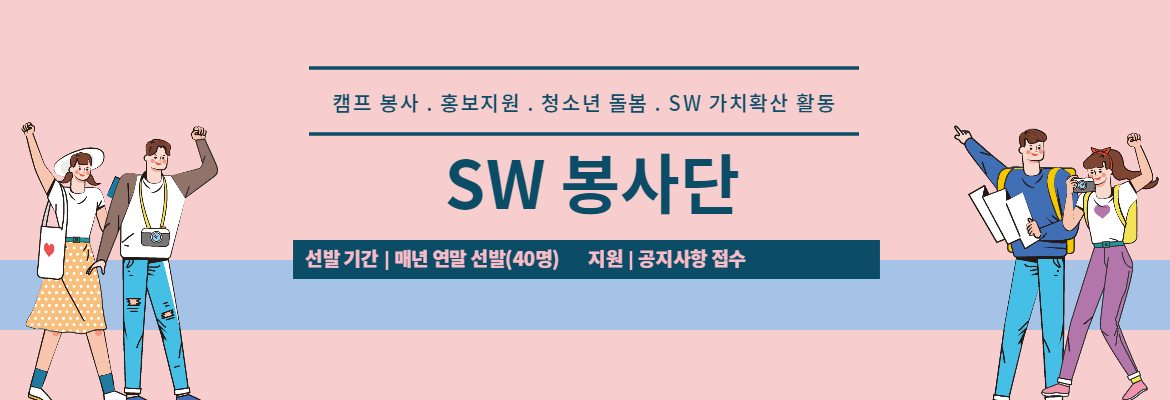 캠프 봉사 . 홍보지원 . 청소년 돌봄 . SW 가치확산 활동
SW 봉사단
선발 기간 | 매년 연말 선발(40명) 지원 | 공지사항 접수